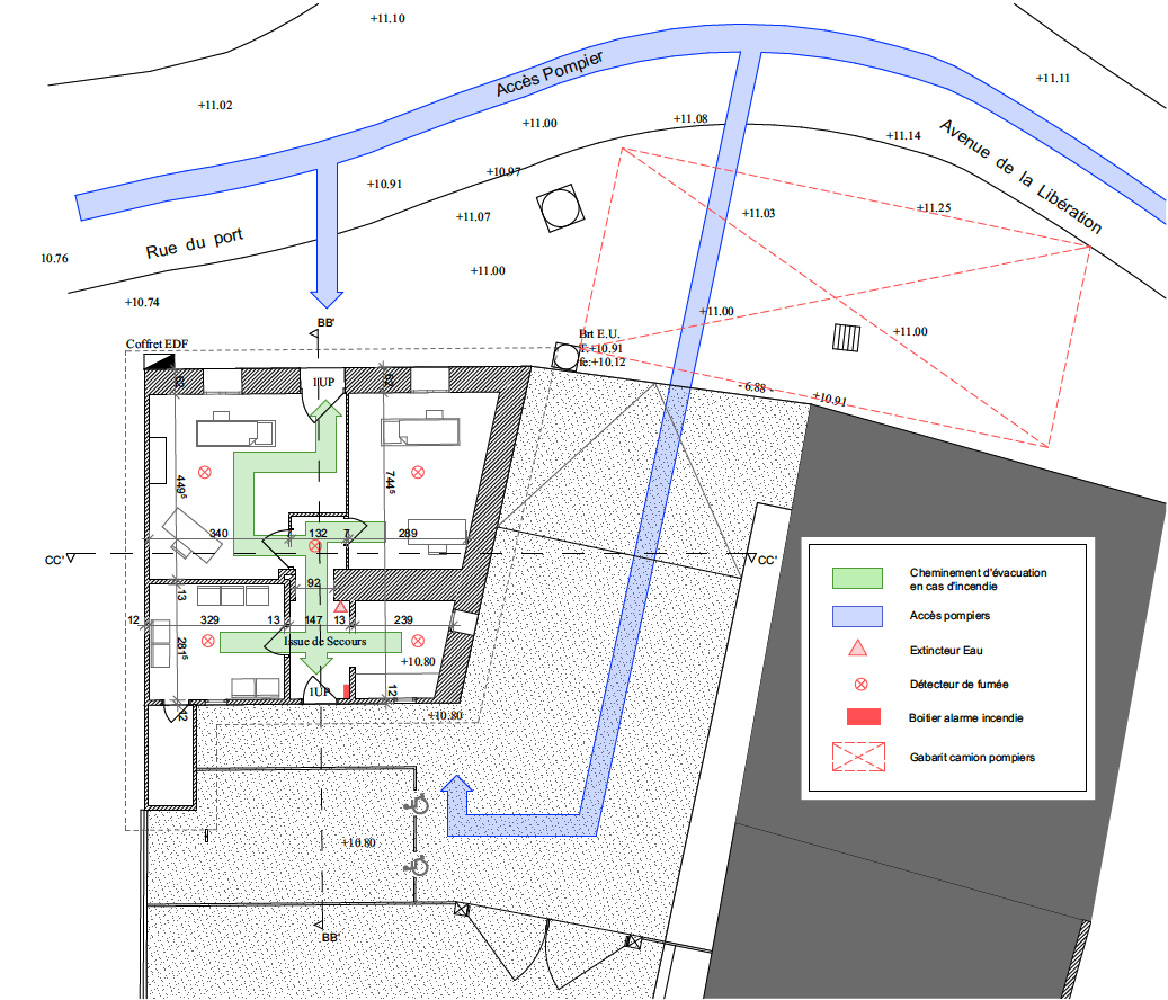 +11.10
Accès Pompier
+11.11
+11.02
+11.00
+11.08
+11.14
Avenue de la Libération
+10.97
+10.91
+11.07
+11.03
+11.25
Rue du port
10.76
+11.00
+10.74
+11.00
BB'
+11.00
Coffret EDF
Brt E.U.
+10.91
fe:+10.12
1UP
6.88
+10.91
449⁵
744⁵
340
132
7
289
CC'
CC'
92
13
12
329
13
147
13
239
281⁵
Issue de Secours
+10.80
1UP
12
12
+10.80
+10.80
BB'
Cheminement d'évacuation
en cas d'incendie
Accès pompiers
Extincteur Eau
Détecteur de fumée
Boitier alarme incendie
Gabarit camion pompiers